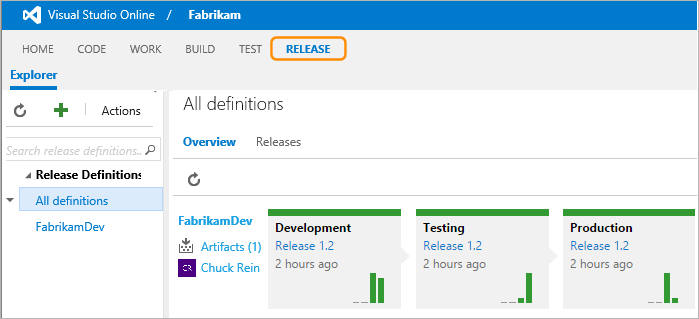 Visual Studio Online / Fabrikam
HOME CODE WORK BUILD TEST RELEASE
Explorer
Actions
Search release definitions...
Release Definitions
All definitions
FabrikamDev
All definitions
Overview Releases
FabrikamDev
Artifacts (1)
CR Chuck Rein
Development
Release 1.2
2 hours ago
Testing
Release 1.2
2 hours ago
Production
Release 1.2
2 hours ago